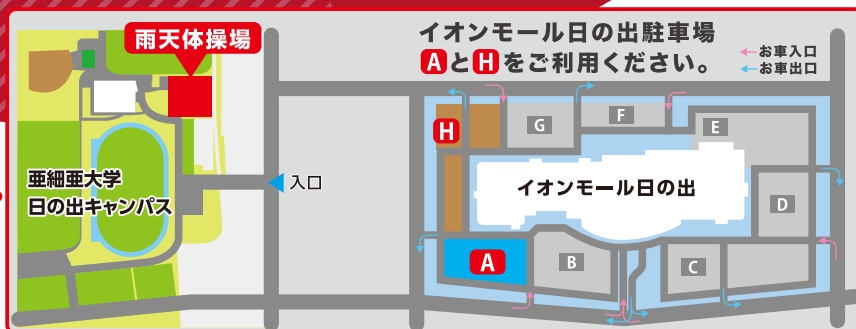 雨天体操場
イオンモール日の出駐車場
AとHをご利用ください。
お車入口
お車出口
亜細亜大学
日の出キャンパス
入口
H
G
F
E
イオンモール日の出
D
A
B
C